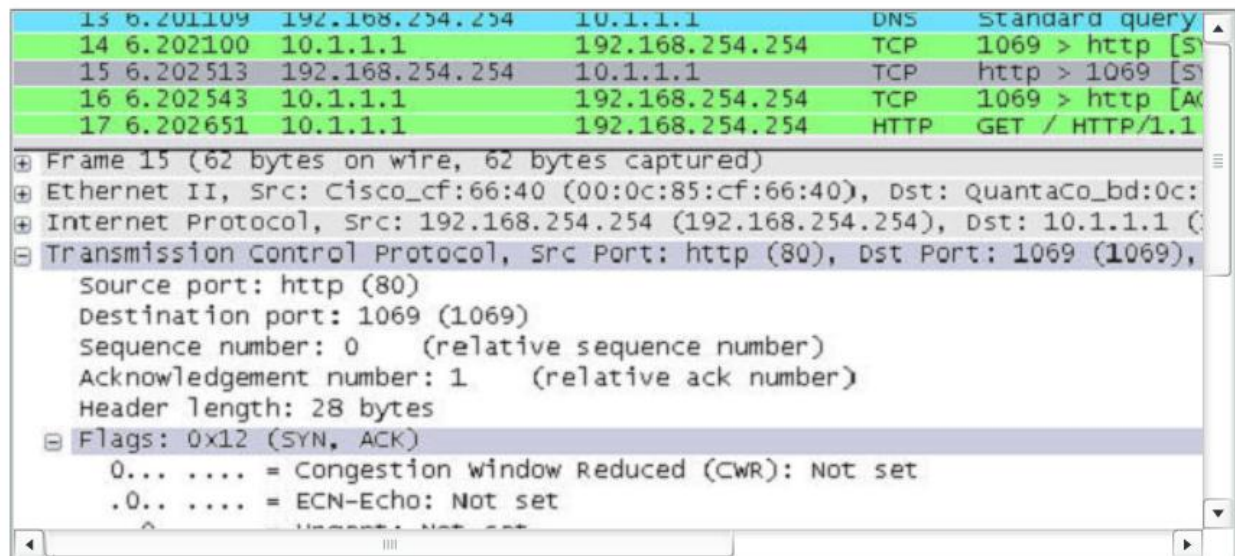 13 6.201109 192.168.254.254 10.1.1.1 DNS Standard query
14 6.202100 10.1.1.1 192.168.254.254 TCP 1069 > http [SY
15 6.202513 192.168.254.254 10.1.1.1 TCP http > 1069 [SY
16 6.202543 10.1.1.1 192.168.254.254 TCP 1069 > http [AC
17 6.202651 10.1.1.1 192.168.254.254 HTTP GET / HTTP/1.1
Frame 15 (62 bytes on wire, 62 bytes captured)
Ethernet II, Src: Cisco_cf:66:40 (00:0c:85:cf:66:40), Dst: QuantaCo_bd:0c:
Internet Protocol, Src: 192.168.254.254 (192.168.254.254), Dst: 10.1.1.1 (
Transmission Control Protocol, Src Port: http (80), Dst Port: 1069 (1069),
Source port: http (80)
Destination port: 1069 (1069)
Sequence number: 0 (relative sequence number)
Acknowledgement number: 1 (relative ack number)
Header length: 28 bytes
Flags: 0x12 (SYN, ACK)
0... .... = Congestion Window Reduced (CWR): Not set
.0.. .... = ECN-Echo: Not set